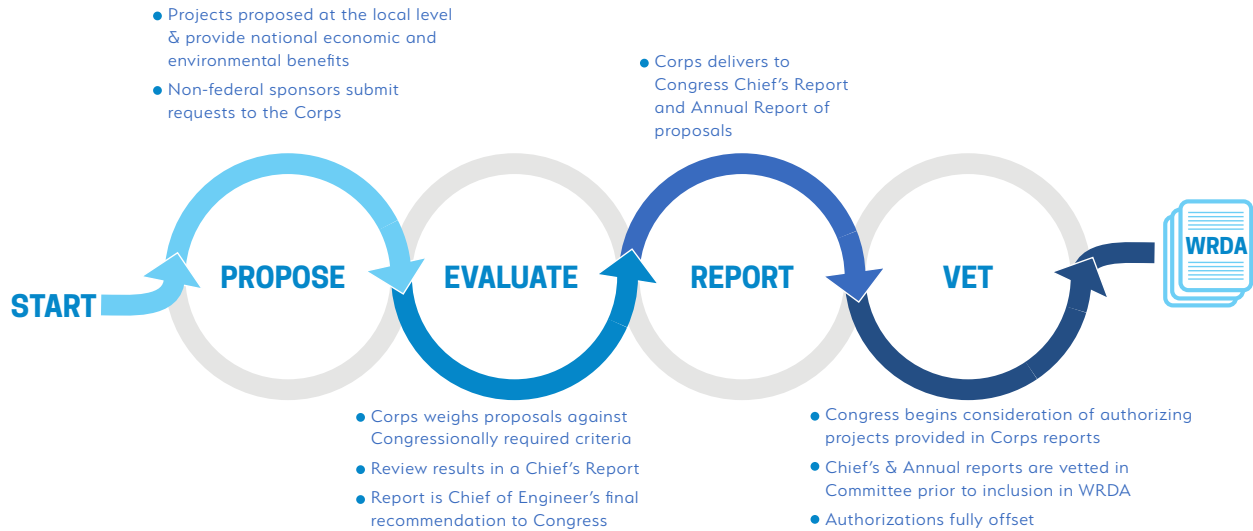 Projects proposed at the local level
& provide national economic and
environmental benefits
Non-federal sponsors submit
requests to the Corps
Corps delivers to
Congress Chief's Report
and Annual Report of
proposals
START
PROPOSE
EVALUATE
REPORT
VET
WRDA
Corps weighs proposals against
Congressionally required criteria
Review results in a Chief's Report
Report is Chief of Engineer's final
recommendation to Congress
Congress begins consideration of authorizing
projects provided in Corps reports
Chief's & Annual reports are vetted in
Committee prior to inclusion in WRDA
Authorizations fully offset